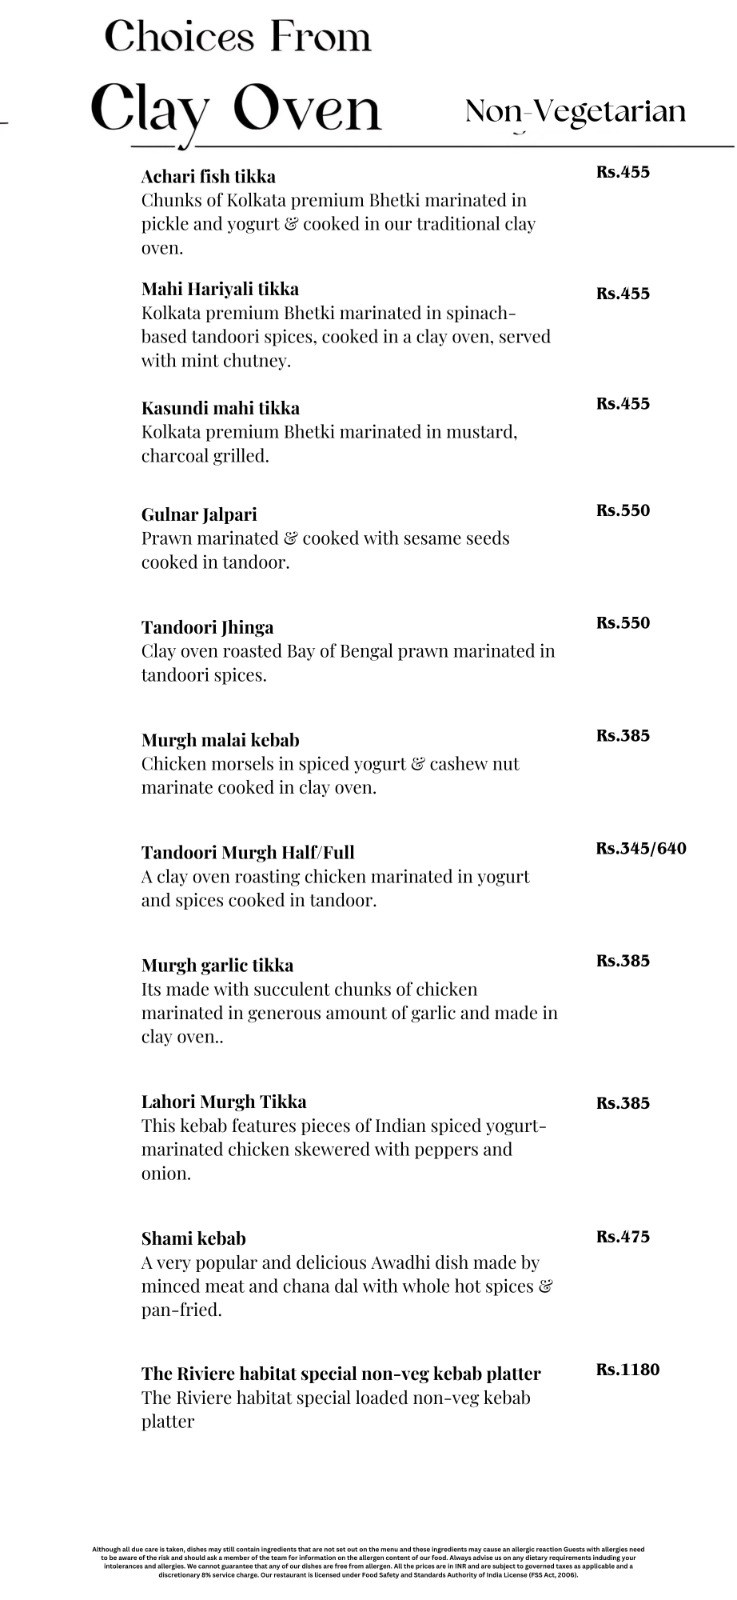 Choices From
Clay Oven
Non-Vegetarian
Achari fish tikka
Rs.455
Chunks of Kolkata premium Bhetki marinated in
pickle and yogurt & cooked in our traditional clay
oven.
Mahi Hariyali tikka
Rs.455
Kolkata premium Bhetki marinated in spinach-
based tandoori spices, cooked in a clay oven, served
with mint chutney.
Kasundi mahi tikka
Rs.455
Kolkata premium Bhetki marinated in mustard,
charcoal grilled.
Gulnar Jalpari
Rs.550
Prawn marinated & cooked with sesame seeds
cooked in tandoor.
Tandoori Jhinga
Rs.550
Clay oven roasted Bay of Bengal prawn marinated in
tandoori spices.
Murgh malai kebab
Rs.385
Chicken morsels in spiced yogurt & cashew nut
marinate cooked in clay oven.
Tandoori Murgh Half/Full
Rs.345/640
A clay oven roasting chicken marinated in yogurt
and spices cooked in tandoor.
Murgh garlic tikka
Rs.385
Its made with succulent chunks of chicken
marinated in generous amount of garlic and made in
clay oven..
Lahori Murgh Tikka
Rs.385
This kebab features pieces of Indian spiced yogurt-
marinated chicken skewered with peppers and
onion.
Shami kebab
Rs.475
A very popular and delicious Awadhi dish made by
minced meat and chana dal with whole hot spices &
pan-fried.
The Riviere habitat special non-veg kebab platter
Rs.1180
The Riviere habitat special loaded non-veg kebab
platter
Although all due care is taken, dishes may still contain ingredients that are not set out on the menu and these ingredients may cause an allergic reaction Guests with allergies need
to be aware of the risk and should ask a member of the team for information on the allergen content of our food. Always advise us on any dietary requirements including your
intolerances and allergies. We cannot guarantee that any of our dishes are free from allergen. All the prices are in INR and are subject to governed taxes as applicable and a
discretionary 8% service charge. Our restaurant is licensed under Food Safety and Standards Authority of India License (FSS Act, 2006).